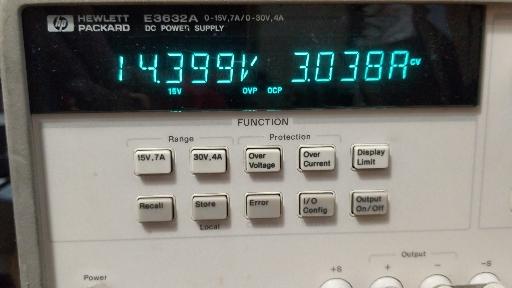 hp HEWLETT PACKARD E3632A 0-15V,7A/0-30V,4A
DC POWER SUPPLY
14.399V 3.038A CV
15V OVP OCP
FUNCTION
Range Protection
15V,7A 30V,4A Over Voltage Over Current Display Limit
Recall Store Error I/O Config Output On/Off
Local
Output
Power
+S + - -S